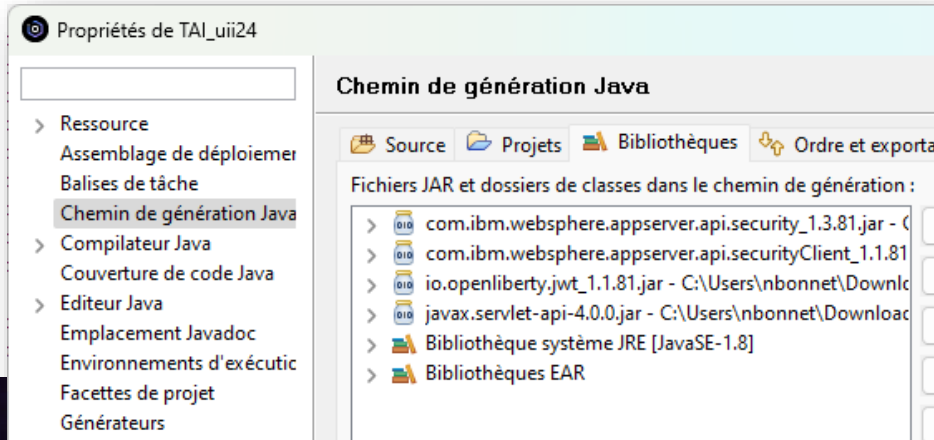 Propriétés de TAI_uii24
Chemin de génération Java
Ressource
Assemblage de déploiemer
Balises de tâche
Chemin de génération Java
Compilateur Java
Couverture de code Java
Editeur Java
Emplacement Javadoc
Environnements d'exécutic
Facettes de projet
Générateurs
Source Projets Bibliothèques Ordre et exporta
Fichiers JAR et dossiers de classes dans le chemin de génération :
com.ibm.websphere.appserver.api.security_1.3.81.jar - C
com.ibm.websphere.appserver.api.securityClient_1.1.81
io.openliberty.jwt_1.1.81.jar - C:\Users\nbonnet\Downlc
javax.servlet-api-4.0.0.jar - C:\Users\nbonnet\Downloac
Bibliothèque système JRE [JavaSE-1.8]
Bibliothèques EAR